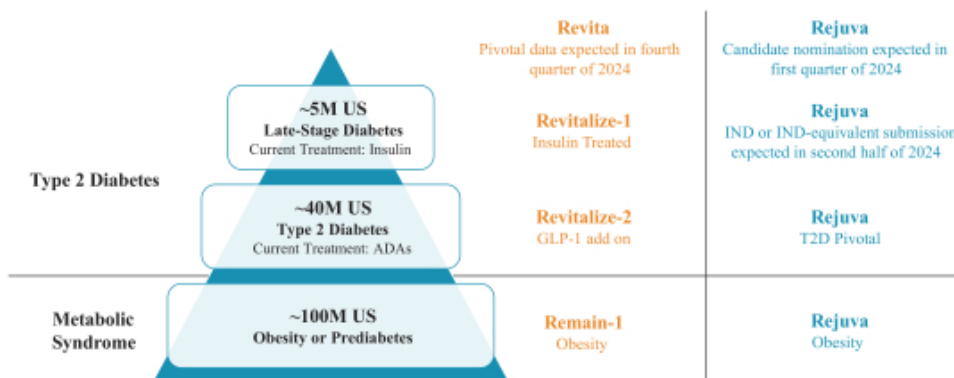 Revita
Pivotal data expected in fourth
quarter of 2024
Rejuva
Candidate nomination expected in
first quarter of 2024
Type 2 Diabetes
~5M US
Late-Stage Diabetes
Current Treatment: Insulin
Revitalize-1
Insulin Treated
Rejuva
IND or IND-equivalent submission
expected in second half of 2024
~40M US
Type 2 Diabetes
Current Treatment: ADAs
Revitalize-2
GLP-1 add on
Rejuva
T2D Pivotal
Metabolic
Syndrome
~100M US
Obesity or Prediabetes
Remain-1
Obesity
Rejuva
Obesity